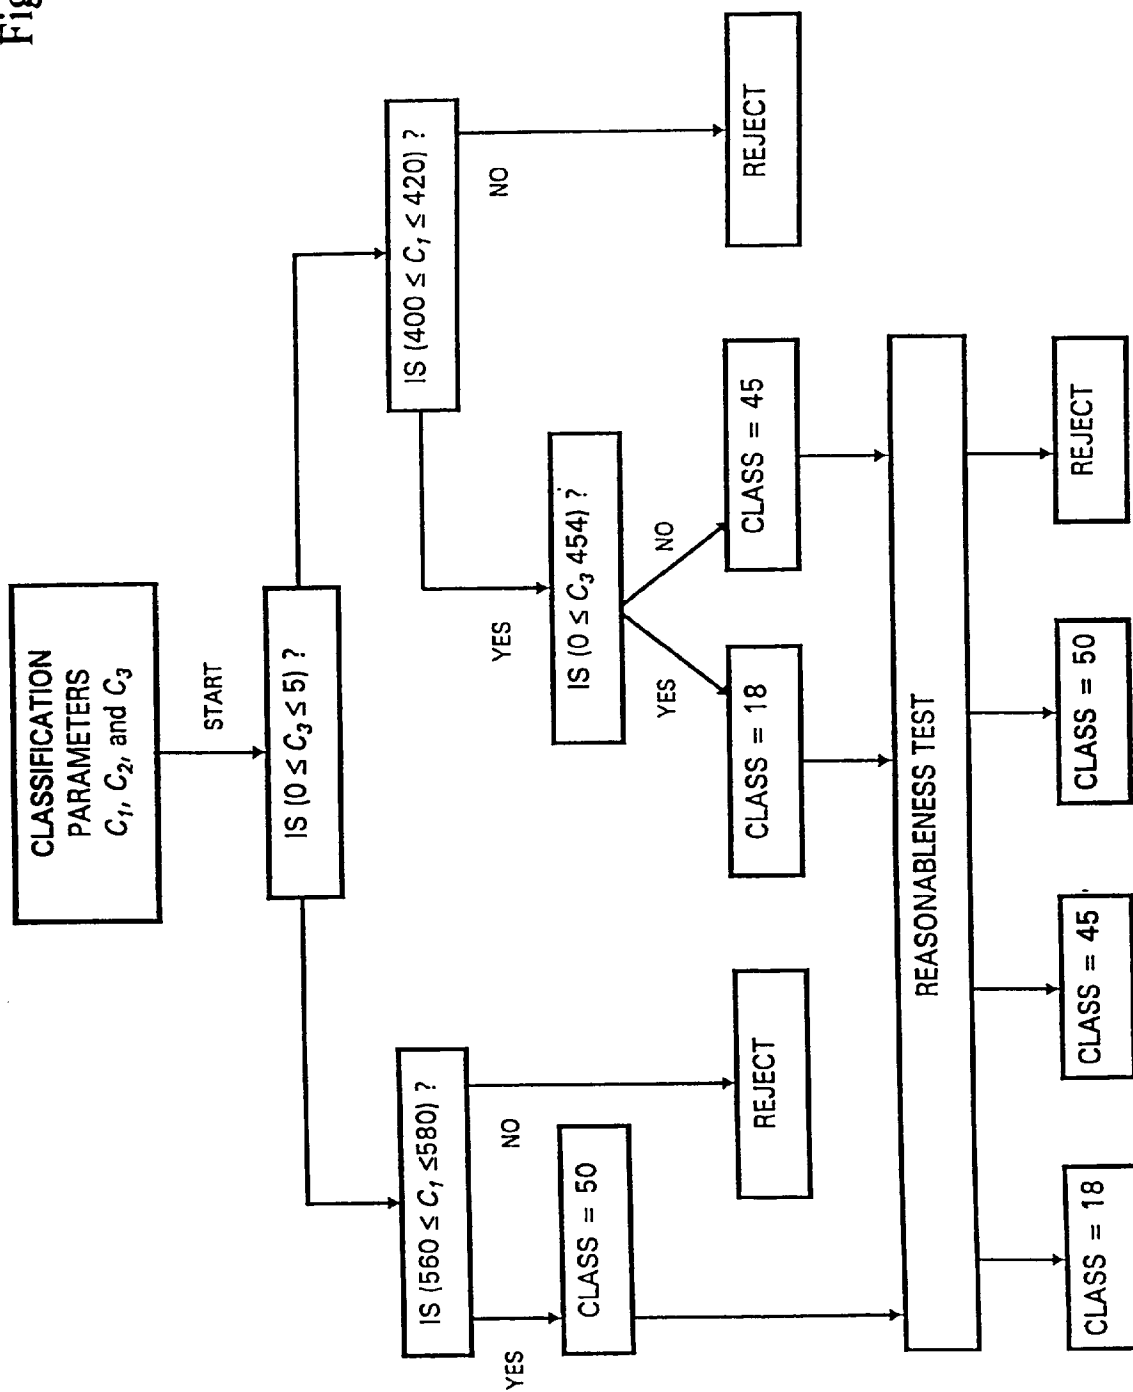 Fig
CLASSIFICATION
PARAMETERS
C₁, C₂, and C₃
START
IS (0 ≤ C₃ ≤ 5) ?
IS (560 ≤ C₁ ≤580) ?
IS (400 ≤ C₁ ≤ 420) ?
YES
NO
YES
NO
CLASS = 50
IS (0 ≤ C₃ 454) ?
YES
NO
REJECT
CLASS = 18
CLASS = 45
REJECT
REASONABLENESS TEST
CLASS = 18
CLASS = 45
CLASS = 50
REJECT